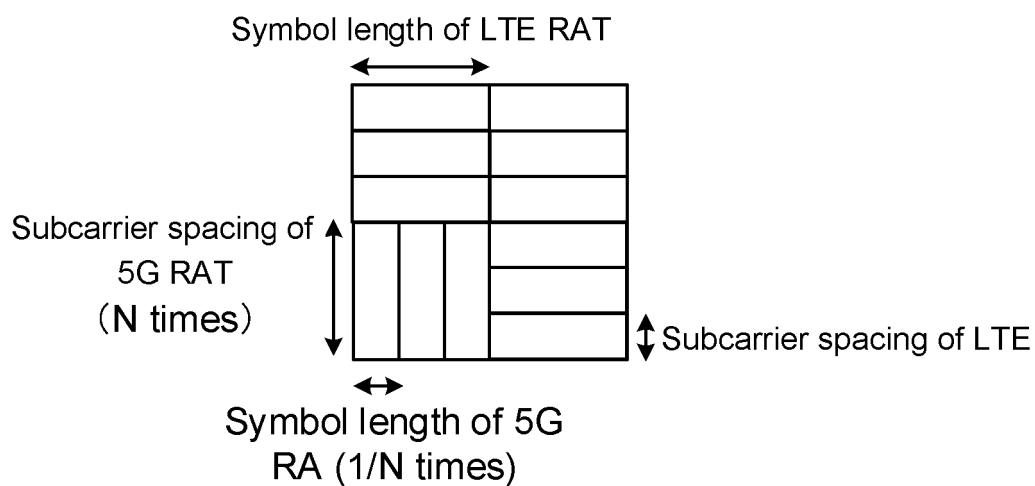 Symbol length of LTE RAT
Subcarrier spacing of
5G RAT
（N times）
Subcarrier spacing of LTE
Symbol length of 5G
RA (1/N times)